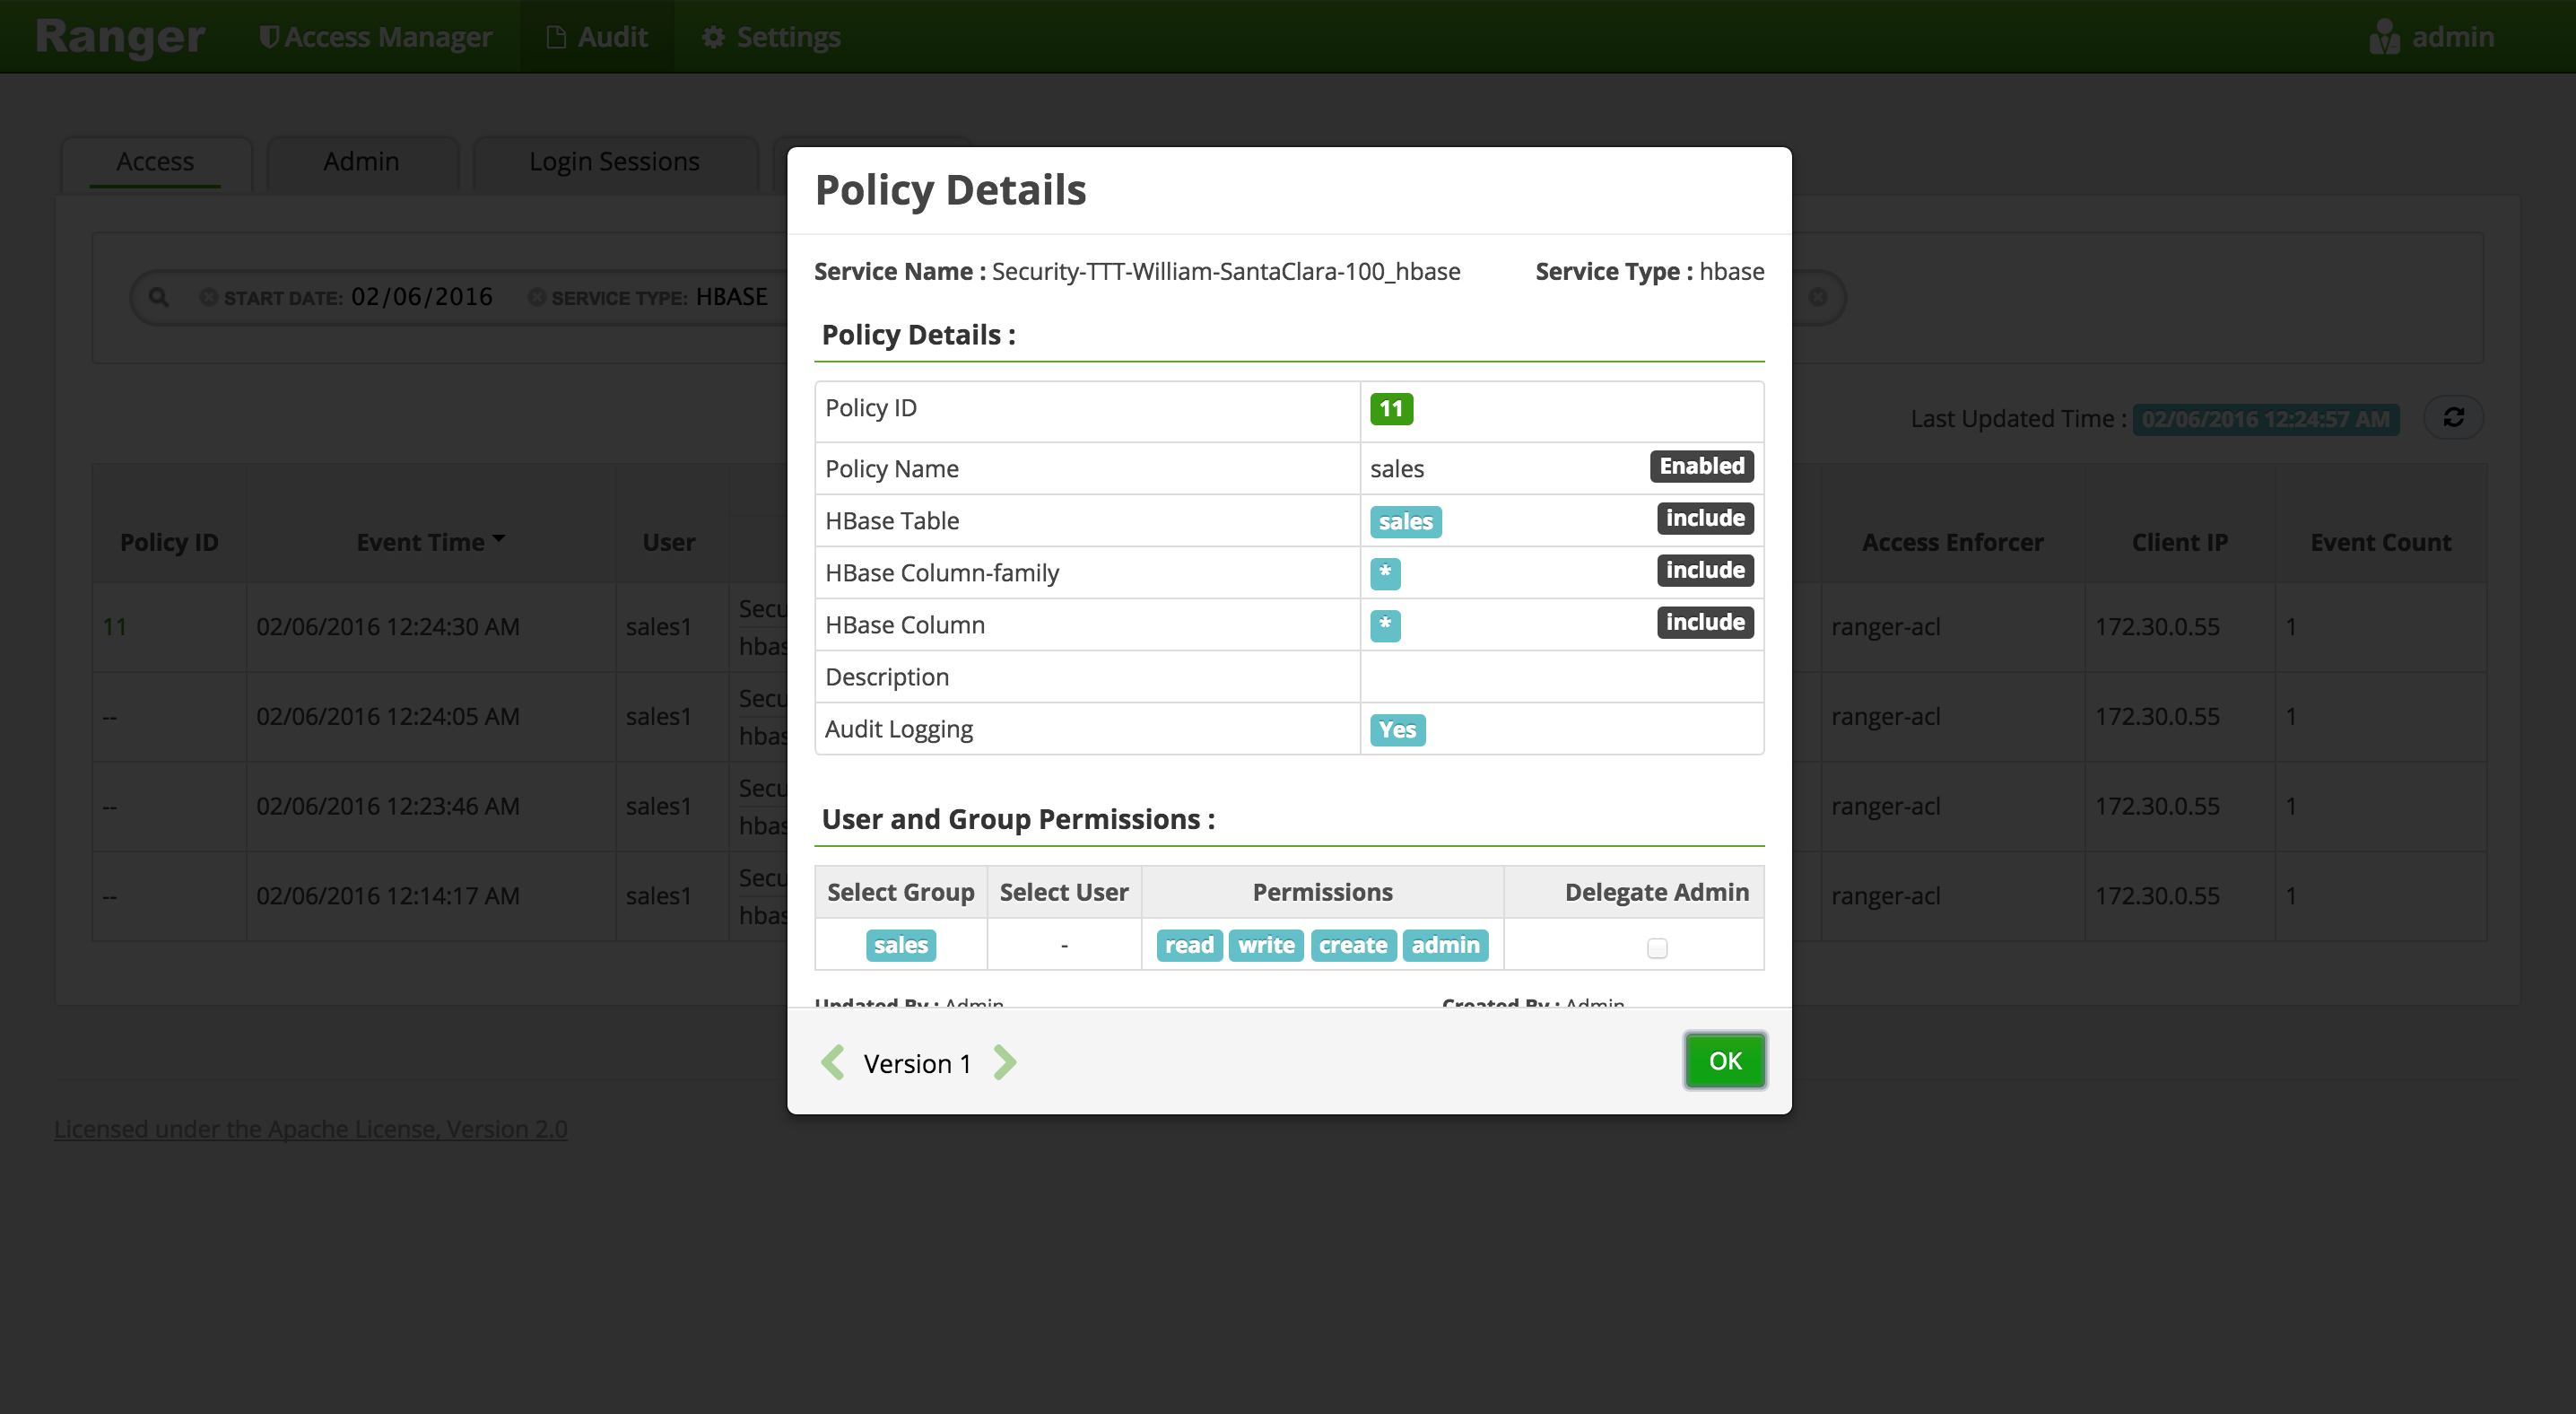 Ranger Access Manager Audit Settings admin
Access Admin Login Sessions
START DATE: 02/06/2016 SERVICE TYPE: HBASE
Last Updated Time : 02/06/2016 12:24:57 AM
Policy ID Event Time User Access Enforcer Client IP Event Count
11 02/06/2016 12:24:30 AM sales1 ranger-acl 172.30.0.55 1
-- 02/06/2016 12:24:05 AM sales1 ranger-acl 172.30.0.55 1
-- 02/06/2016 12:23:46 AM sales1 ranger-acl 172.30.0.55 1
-- 02/06/2016 12:14:17 AM sales1 ranger-acl 172.30.0.55 1
Policy Details
Service Name : Security-TTT-William-SantaClara-100_hbase Service Type : hbase
Policy Details :
Policy ID 11
Policy Name sales Enabled
HBase Table sales include
HBase Column-family * include
HBase Column * include
Description
Audit Logging Yes
User and Group Permissions :
Select Group Select User Permissions Delegate Admin
sales - read write create admin
Updated By : Admin Created By : Admin
Version 1 OK
Licensed under the Apache License, Version 2.0